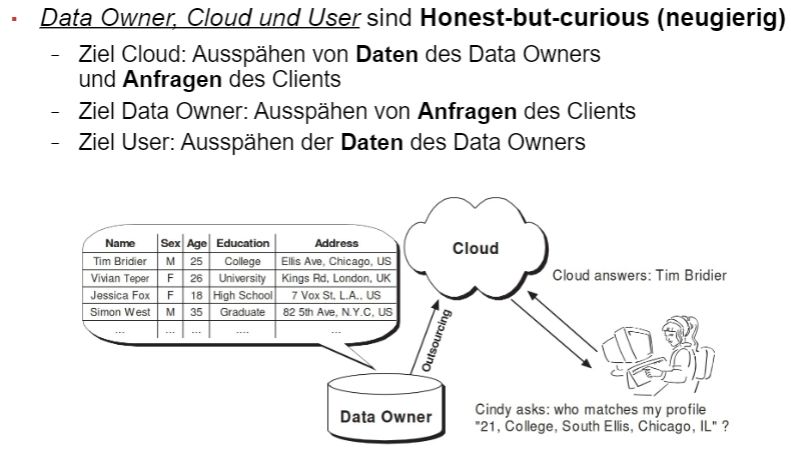 ▪ Data Owner, Cloud und User sind Honest-but-curious (neugierig)
– Ziel Cloud: Ausspähen von Daten des Data Owners
und Anfragen des Clients
– Ziel Data Owner: Ausspähen von Anfragen des Clients
– Ziel User: Ausspähen der Daten des Data Owners
Name Sex Age Education Address
Tim Bridier M 25 College Ellis Ave, Chicago, US
Vivian Teper F 26 University Kings Rd, London, UK
Jessica Fox F 18 High School 7 Vox St. L.A., US
Simon West M 35 Graduate 82 5th Ave, N.Y.C, US
... ... ... .... ...
Cloud
Cloud answers: Tim Bridier
Outsourcing
Data Owner
Cindy asks: who matches my profile
"21, College, South Ellis, Chicago, IL" ?